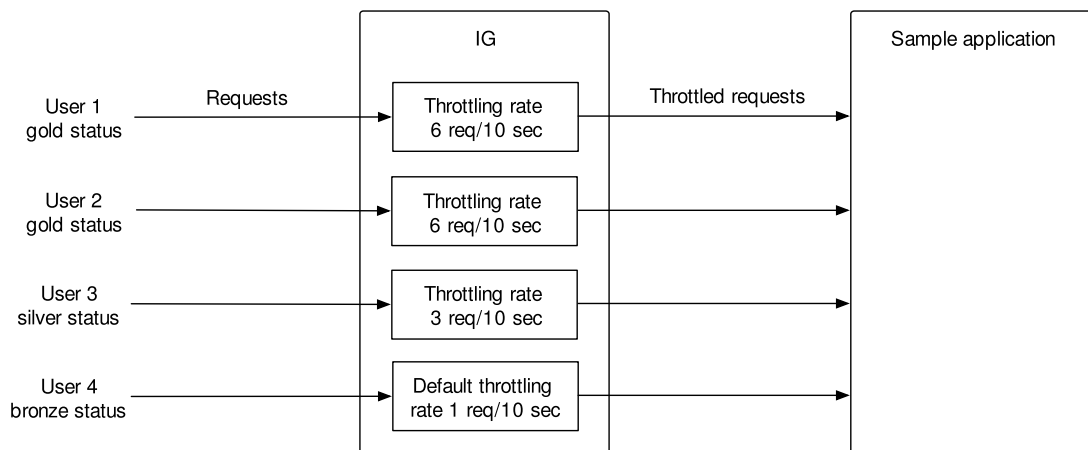 IG
Sample application
User 1
gold status
Requests
Throttling rate
6 req/10 sec
Throttled requests
User 2
gold status
Throttling rate
6 req/10 sec
User 3
silver status
Throttling rate
3 req/10 sec
User 4
bronze status
Default throttling
rate 1 req/10 sec